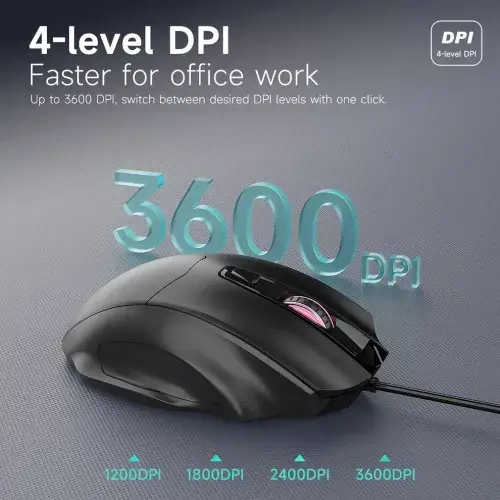 4-level DPI
Faster for office work
Up to 3600 DPI, switch between desired DPI levels with one click.
DPI
4-level DPI
3600 DPI
1200DPI 1800DPI 2400DPI 3600DPI